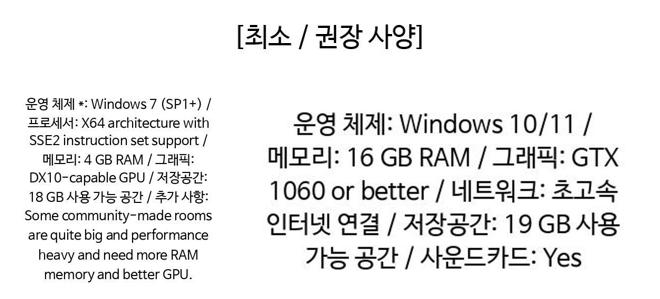 [최소 / 권장 사양]
운영 체제 *: Windows 7 (SP1+) /
프로세서: X64 architecture with
SSE2 instruction set support /
메모리: 4 GB RAM / 그래픽:
DX10-capable GPU / 저장공간:
18 GB 사용 가능 공간 / 추가 사항:
Some community-made rooms
are quite big and performance
heavy and need more RAM
memory and better GPU.
운영 체제: Windows 10/11 /
메모리: 16 GB RAM / 그래픽: GTX
1060 or better / 네트워크: 초고속
인터넷 연결 / 저장공간: 19 GB 사용
가능 공간 / 사운드카드: Yes